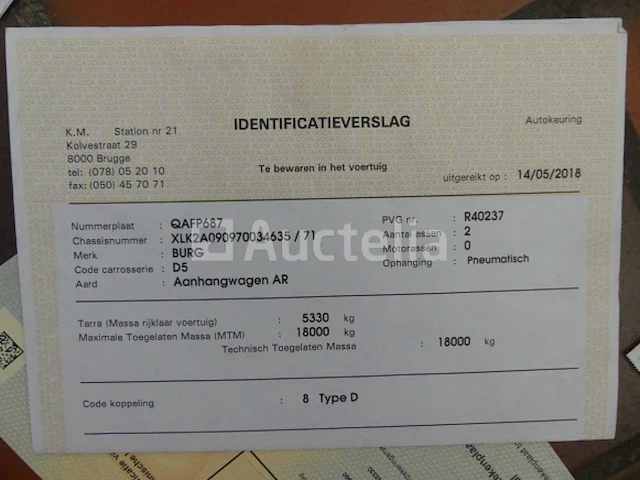 IDENTIFICATIEVERSLAG
Autokeuring
K.M. Station nr 21
Kolvestraat 29
8000 Brugge
tel: (078) 05 20 10
fax: (050) 45 70 71
Te bewaren in het voertuig
uitgereikt op : 14/05/2018
Nummerplaat : QAFP687
Chassisnummer : XLK2A090970034635 / 71
Merk : BURG
Code carrosserie : D5
Aard : Aanhangwagen AR
PVG nr. : R40237
Aantal assen : 2
Motorassen : 0
Ophanging : Pneumatisch
Auctelia
Tarra (Massa rijklaar voertuig) : 5330 kg
Maximale Toegelaten Massa (MTM) : 18000 kg
Technisch Toegelaten Massa : 18000 kg
Code koppeling : 8 Type D